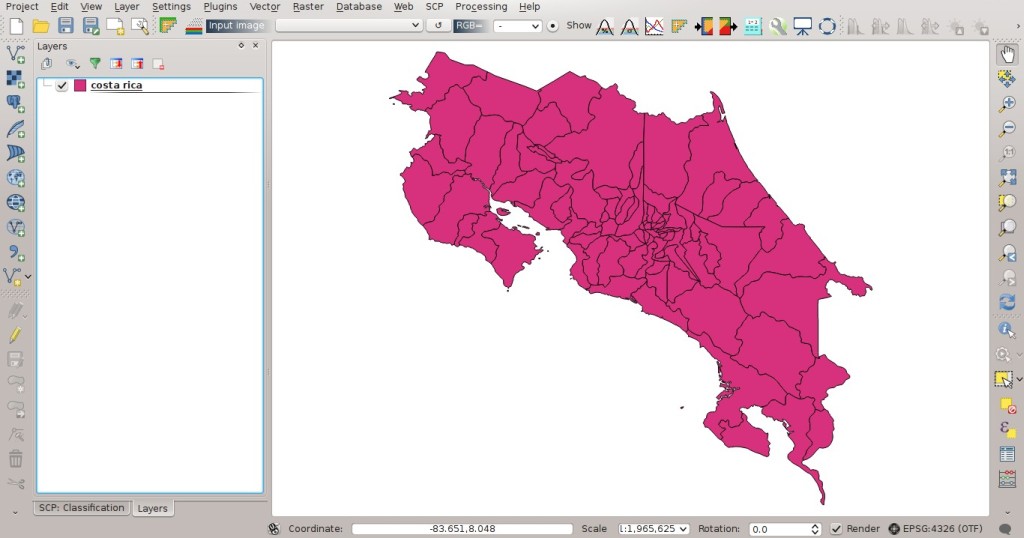 Project Edit View Layer Settings Plugins Vector Raster Database Web SCP Processing Help
Input image RGB= - Show
Layers
costa rica
SCP: Classification Layers
Coordinate: -83.651,8.048 Scale 1:1,965,625 Rotation: 0.0 Render EPSG:4326 (OTF)